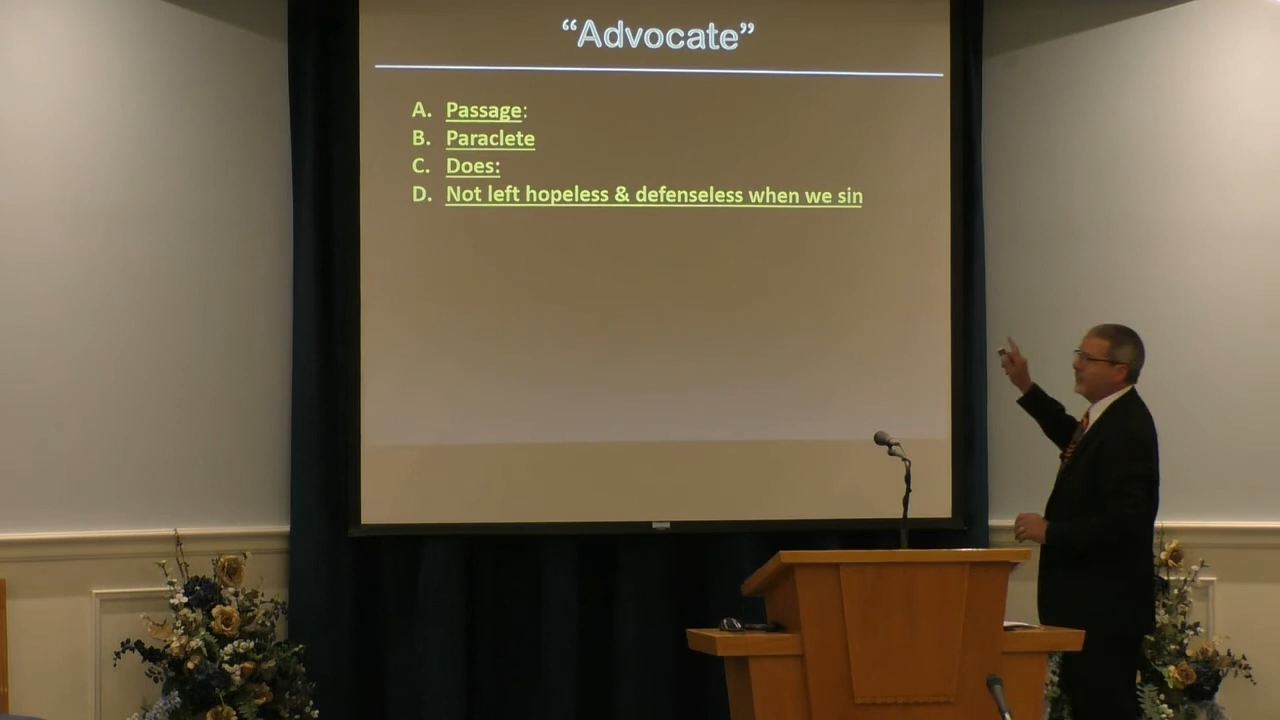 “Advocate”
A. Passage:
B. Paraclete
C. Does:
D. Not left hopeless & defenseless when we sin